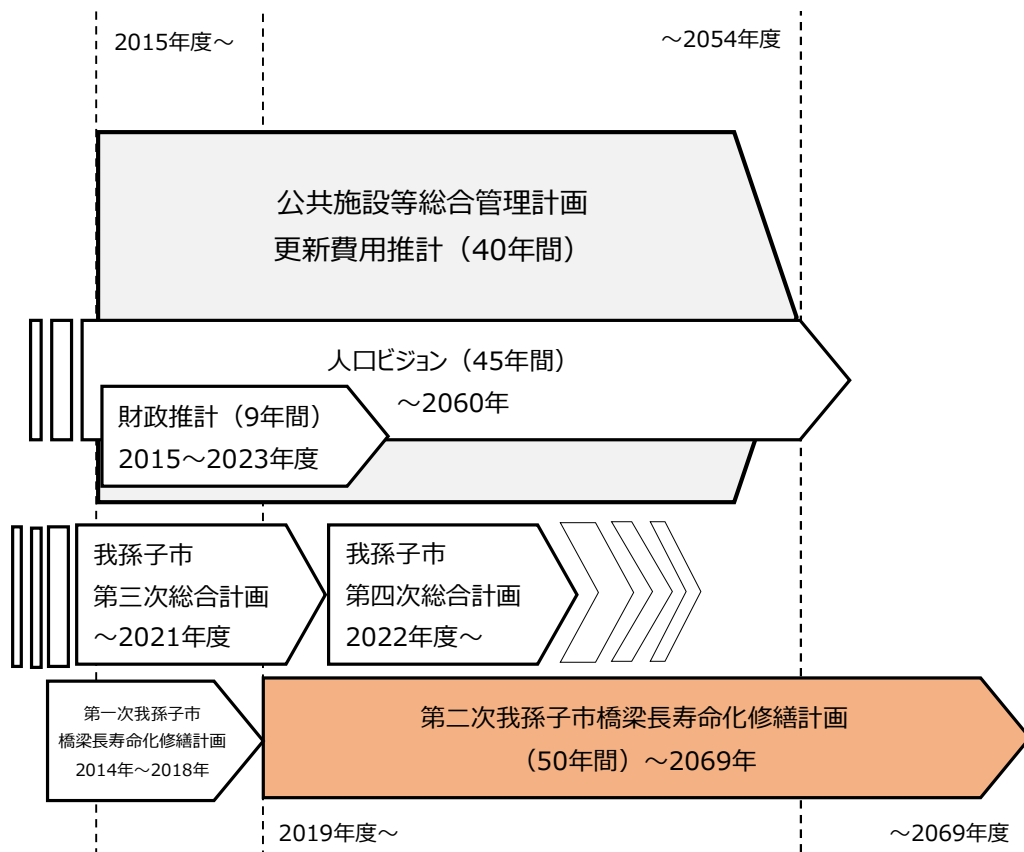 2015年度～
～2054年度
公共施設等総合管理計画
更新費用推計（40年間）
人口ビジョン（45年間）
～2060年
財政推計（9年間）
2015～2023年度
我孫子市
第三次総合計画
～2021年度
我孫子市
第四次総合計画
2022年度～
第一次我孫子市
橋梁長寿命化修繕計画
2014年～2018年
第二次我孫子市橋梁長寿命化修繕計画
（50年間）～2069年
2019年度～
～2069年度